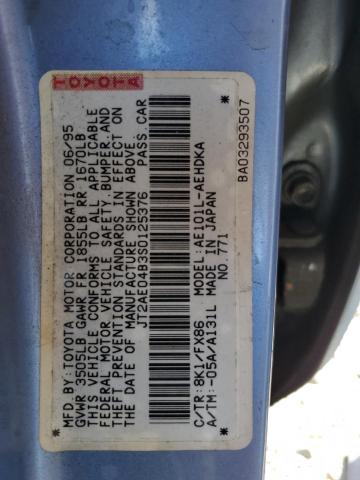 TOYOTA
MFD.BY: TOYOTA MOTOR CORPORATION 06/95
GVWR 3505LB GAWR FR 1855LB RR 1670LB
THIS VEHICLE CONFORMS TO ALL APPLICABLE
FEDERAL MOTOR VEHICLE SAFETY, BUMPER, AND
THEFT PREVENTION STANDARDS IN EFFECT ON
THE DATE OF MANUFACTURE SHOWN ABOVE.
JT2AE04B3S0125376 PASS.CAR
C/TR: 8K1/FX86 MODEL: AE101L-AEHDKA
A/TM: -05A/A131L MADE IN JAPAN
NO.771
* BA03293507 *